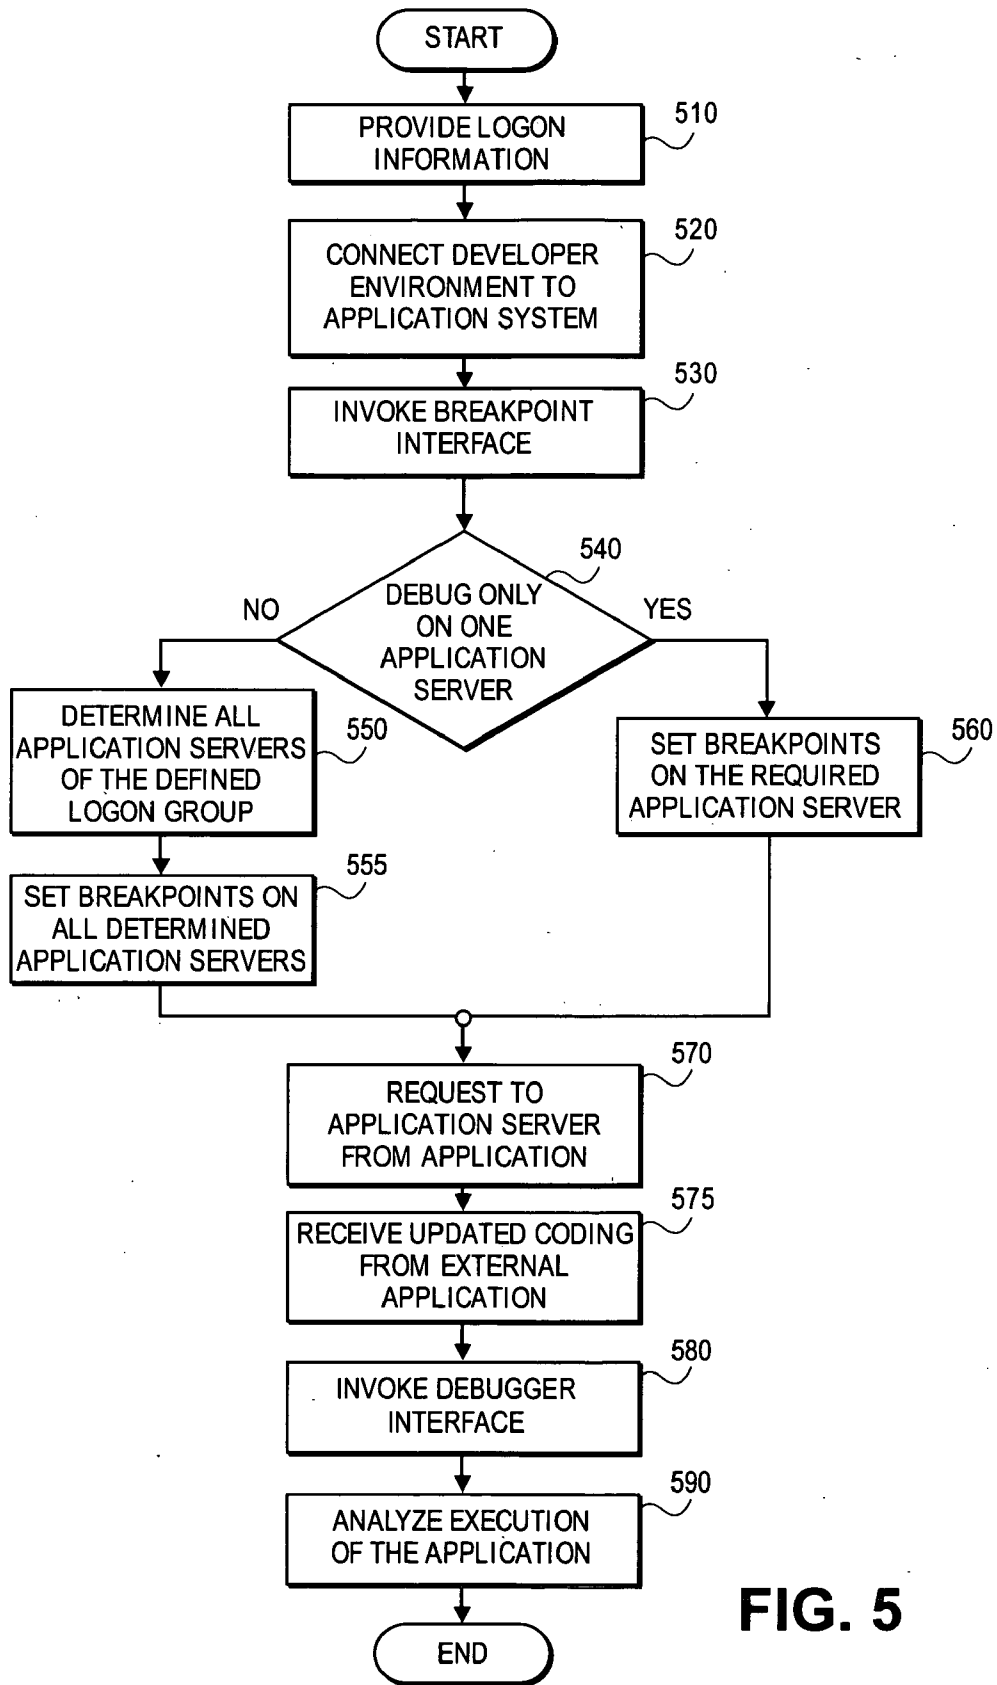 START
PROVIDE LOGON
INFORMATION
510
CONNECT DEVELOPER
ENVIRONMENT TO
APPLICATION SYSTEM
520
INVOKE BREAKPOINT
INTERFACE
530
DEBUG ONLY
ON ONE
APPLICATION
SERVER
540
NO
YES
DETERMINE ALL
APPLICATION SERVERS
OF THE DEFINED
LOGON GROUP
550
SET BREAKPOINTS
ON THE REQUIRED
APPLICATION SERVER
560
SET BREAKPOINTS ON
ALL DETERMINED
APPLICATION SERVERS
555
REQUEST TO
APPLICATION SERVER
FROM APPLICATION
570
RECEIVE UPDATED CODING
FROM EXTERNAL
APPLICATION
575
INVOKE DEBUGGER
INTERFACE
580
ANALYZE EXECUTION
OF THE APPLICATION
590
END
FIG. 5